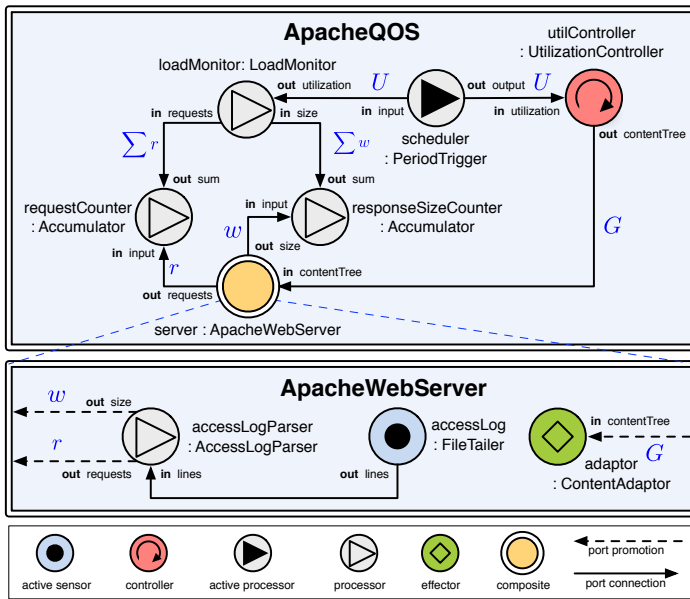 ApacheQOS
utilController
: UtilizationController
loadMonitor: LoadMonitor
out utilization
U
out output
U
in requests
in size
in input
in utilization
scheduler
: PeriodTrigger
out contentTree
∑ r
∑ w
out sum
out sum
requestCounter
: Accumulator
in input
responseSizeCounter
: Accumulator
w
out size
G
in input
r
in contentTree
out requests
server : ApacheWebServer
ApacheWebServer
w
out size
accessLogParser
: AccessLogParser
accessLog
: FileTailer
in contentTree
r
G
out requests
in lines
out lines
adaptor
: ContentAdaptor
active sensor
controller
active processor
processor
effector
composite
port promotion
port connection